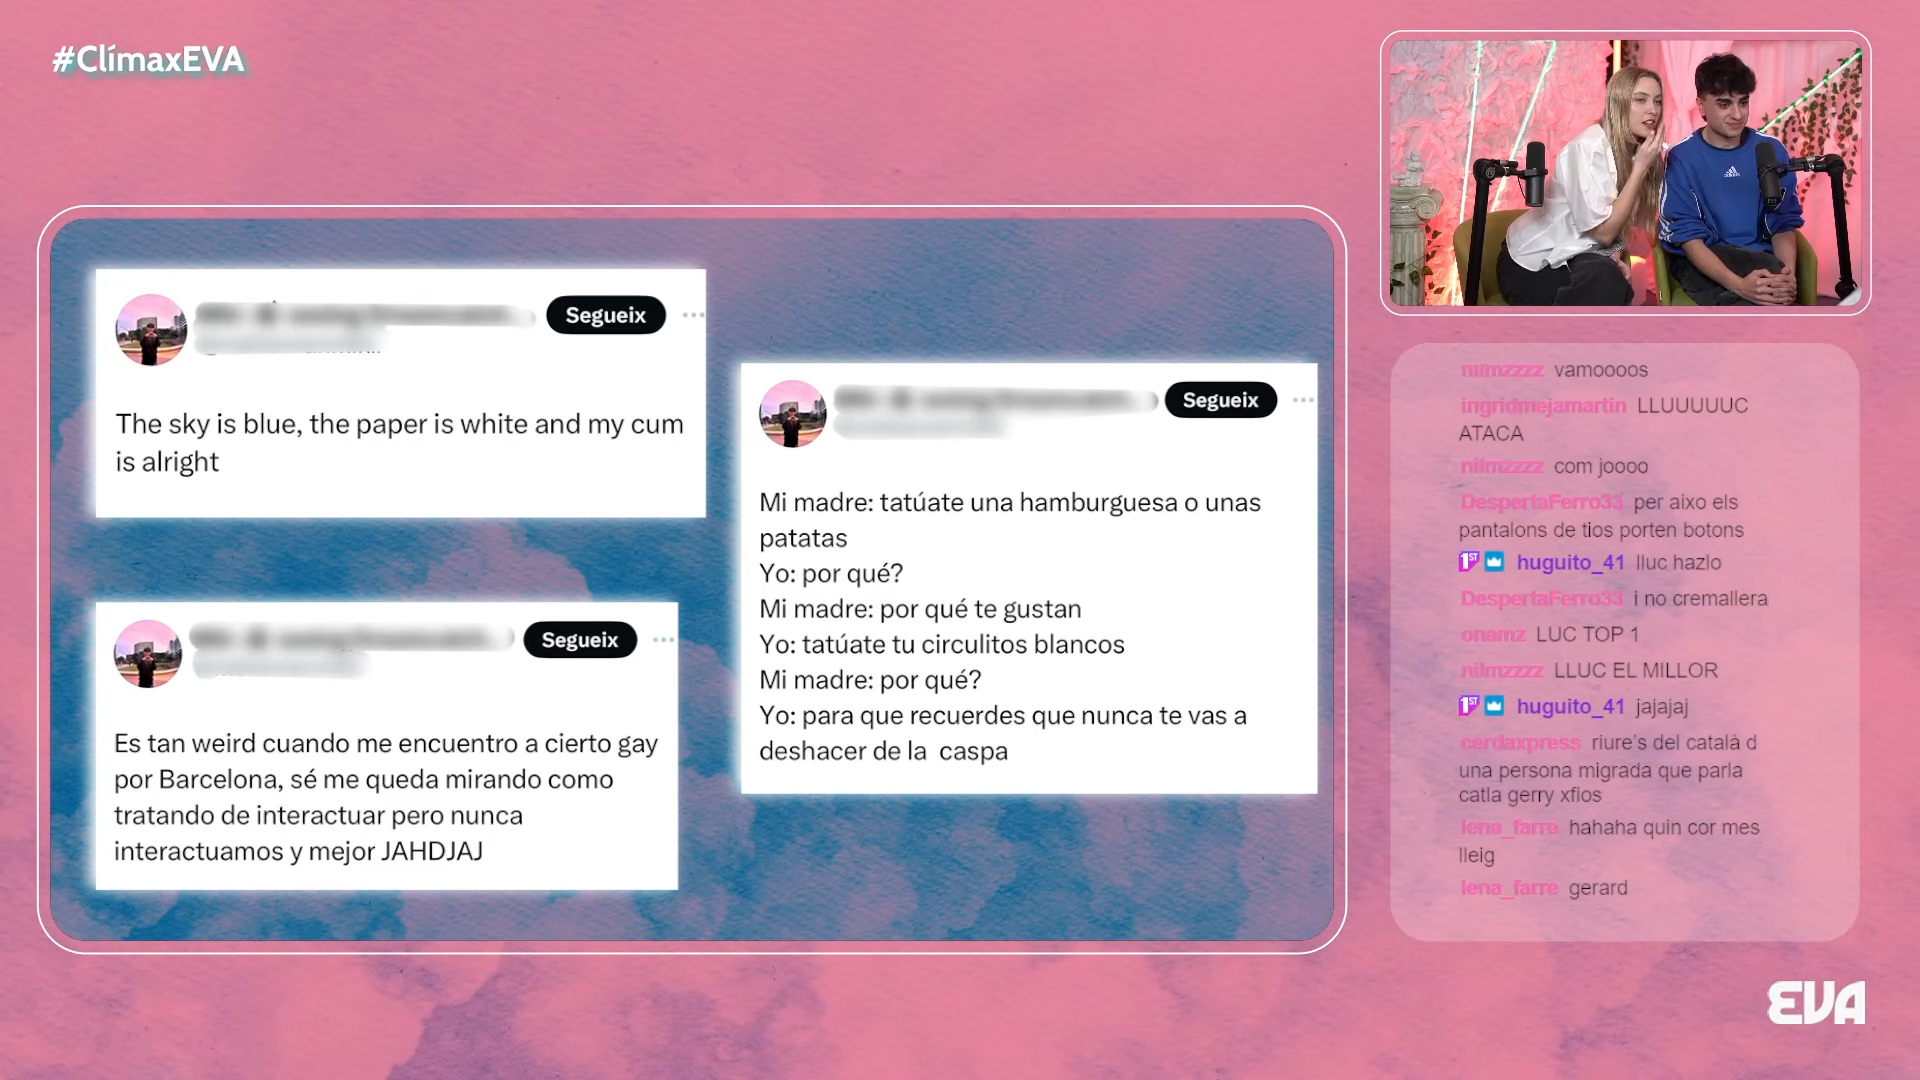 #ClímaxEVA
Segueix
The sky is blue, the paper is white and my cum
is alright
Segueix
Es tan weird cuando me encuentro a cierto gay
por Barcelona, sé me queda mirando como
tratando de interactuar pero nunca
interactuamos y mejor JAHDJAJ
Segueix
Mi madre: tatúate una hamburguesa o unas
patatas
Yo: por qué?
Mi madre: por qué te gustan
Yo: tatúate tu circulitos blancos
Mi madre: por qué?
Yo: para que recuerdes que nunca te vas a
deshacer de la  caspa
adidas
nilmzzzz vamoooos
ingridmejamartin LLUUUUUC
ATACA
nilmzzzz com joooo
DespertaFerro33 per aixo els
pantalons de tios porten botons
1ST huguito_41 lluc hazlo
DespertaFerro33 i no cremallera
onamz LUC TOP 1
nilmzzzz LLUC EL MILLOR
1ST huguito_41 jajajaj
cerdaxpress riure's del català d
una persona migrada que parla
catla gerry xfios
lena_farre hahaha quin cor mes
lleig
lena_farre gerard
EVA